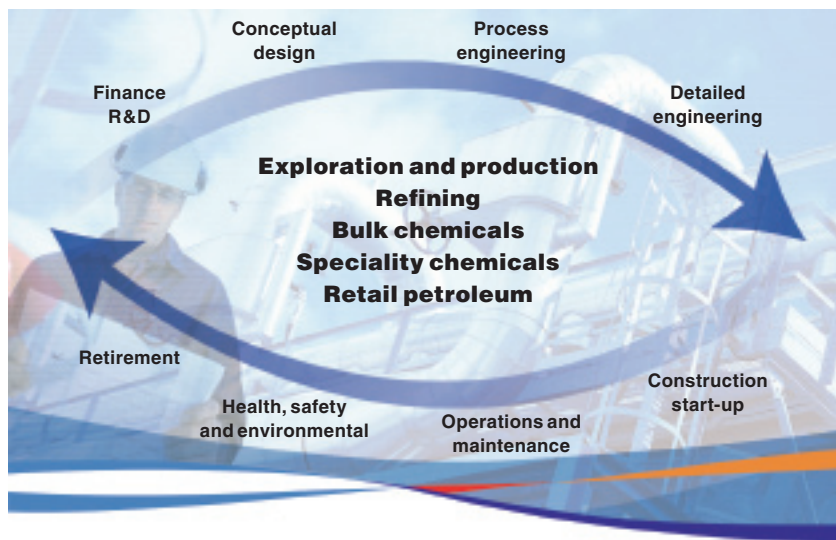 Conceptual
design
Process
engineering
Finance
R&D
Detailed
engineering
Exploration and production
Refining
Bulk chemicals
Speciality chemicals
Retail petroleum
Construction
start-up
Operations and
maintenance
Health, safety
and environmental
Retirement